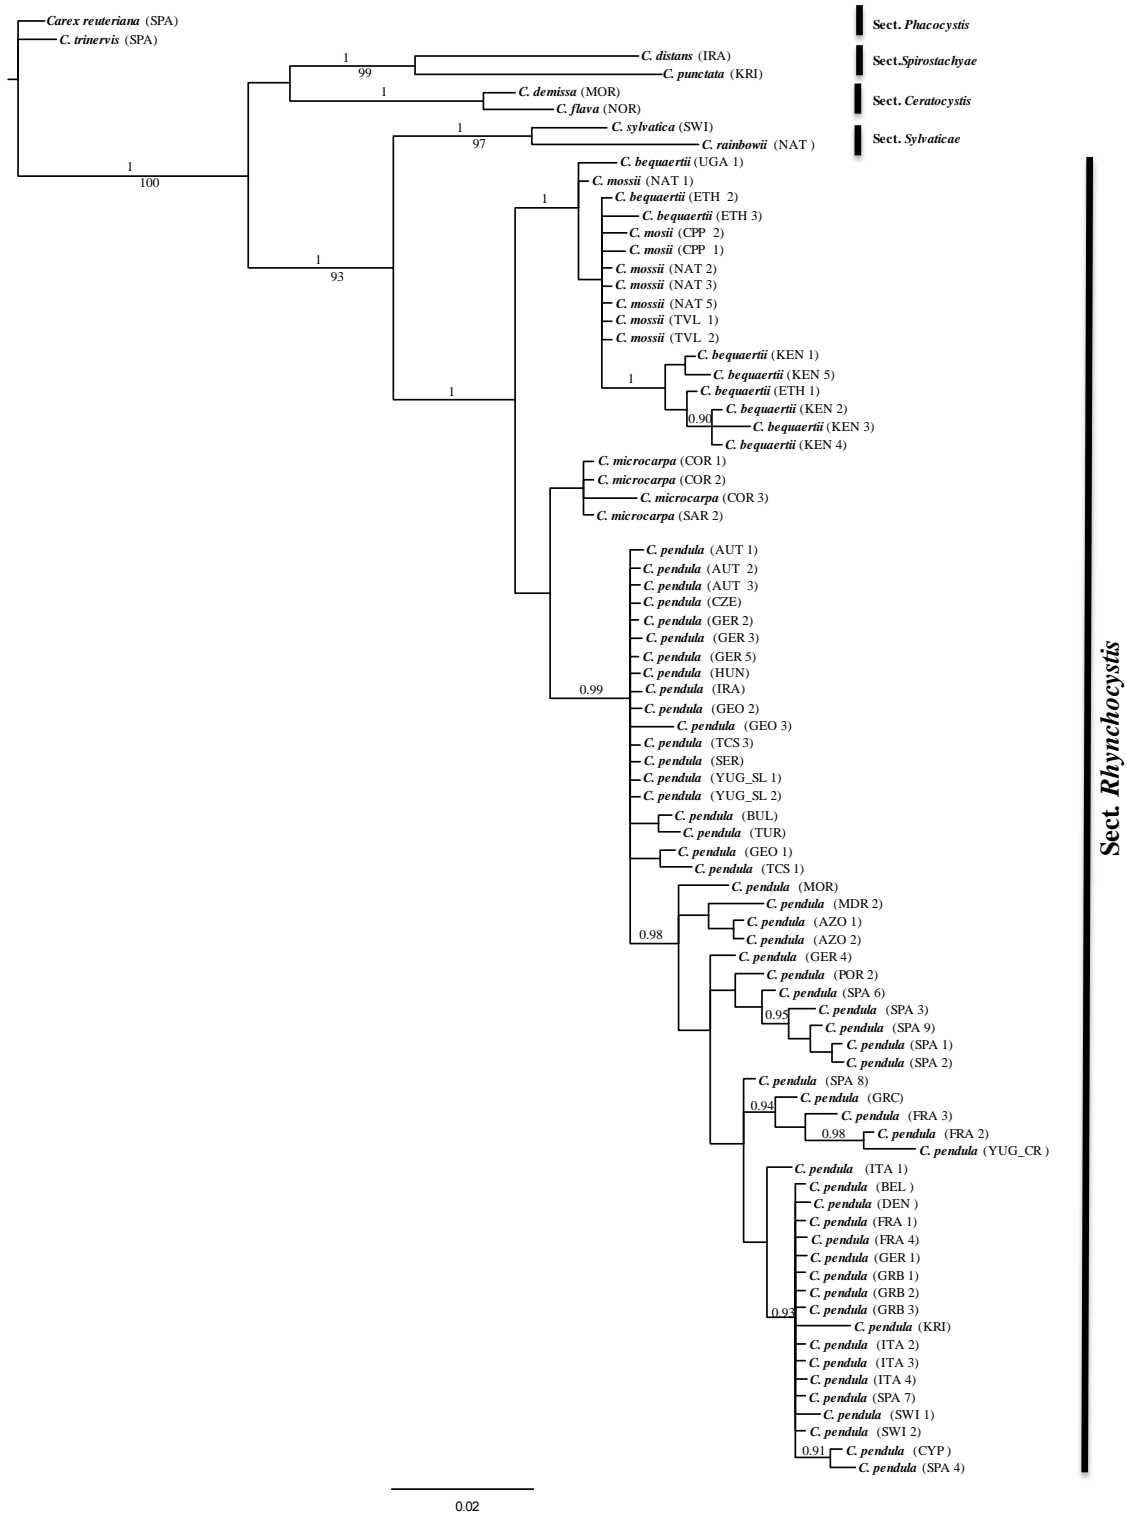 Carex reuteriana (SPA)
Sect. Phacocystis
C. trinervis (SPA)
C. distans (IRA)
Sect.Spirostachyae
1
99
C. punctata (KRI)
C. demissa (MOR)
Sect. Ceratocystis
1
C. flava (NOR)
C. sylvatica (SWI)
Sect. Sylvaticae
1
97
C. rainbowii (NAT )
C. bequaertii (UGA 1)
1
100
C. mossii (NAT 1)
C. bequaertii (ETH 2)
1
C. bequaertii (ETH 3)
C. mosii (CPP 2)
C. mosii (CPP 1)
1
93
C. mossii (NAT 2)
C. mossii (NAT 3)
C. mossii (NAT 5)
C. mossii (TVL 1)
C. mossii (TVL 2)
C. bequaertii (KEN 1)
C. bequaertii (KEN 5)
1
1
C. bequaertii (ETH 1)
C. bequaertii (KEN 2)
0.90
C. bequaertii (KEN 3)
C. bequaertii (KEN 4)
C. microcarpa (COR 1)
C. microcarpa (COR 2)
C. microcarpa (COR 3)
C. microcarpa (SAR 2)
C. pendula (AUT 1)
C. pendula (AUT 2)
C. pendula (AUT 3)
C. pendula (CZE)
C. pendula (GER 2)
C. pendula (GER 3)
C. pendula (GER 5)
C. pendula (HUN)
0.99
C. pendula (IRA)
C. pendula (GEO 2)
C. pendula (GEO 3)
C. pendula (TCS 3)
Sect. Rhynchocystis
C. pendula (SER)
C. pendula (YUG_SL 1)
C. pendula (YUG_SL 2)
C. pendula (BUL)
C. pendula (TUR)
C. pendula (GEO 1)
C. pendula (TCS 1)
C. pendula (MOR)
C. pendula (MDR 2)
C. pendula (AZO 1)
0.98
C. pendula (AZO 2)
C. pendula (GER 4)
C. pendula (POR 2)
C. pendula (SPA 6)
0.95
C. pendula (SPA 3)
C. pendula (SPA 9)
C. pendula (SPA 1)
C. pendula (SPA 2)
C. pendula (SPA 8)
C. pendula (GRC)
0.94
C. pendula (FRA 3)
0.98
C. pendula (FRA 2)
C. pendula (YUG_CR )
C. pendula (ITA 1)
C. pendula (BEL )
C. pendula (DEN )
C. pendula (FRA 1)
C. pendula (FRA 4)
C. pendula (GER 1)
C. pendula (GRB 1)
C. pendula (GRB 2)
0.93
C. pendula (GRB 3)
C. pendula (KRI)
C. pendula (ITA 2)
C. pendula (ITA 3)
C. pendula (ITA 4)
C. pendula (SPA 7)
C. pendula (SWI 1)
C. pendula (SWI 2)
0.91
C. pendula (CYP )
C. pendula (SPA 4)
0.02